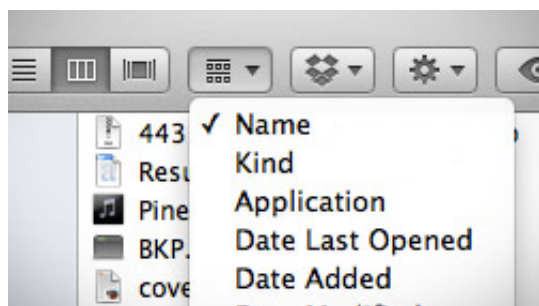 443
Name
Resu
Kind
Pine
Application
BKP.
Date Last Opened
cove
Date Added